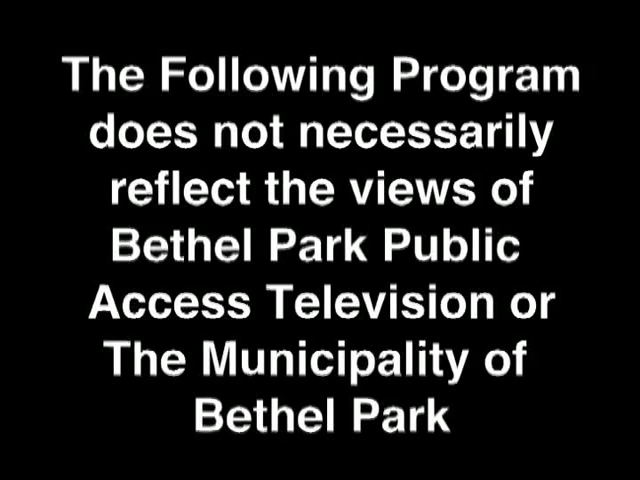 The Following Program
does not necessarily
reflect the views of
Bethel Park Public
Access Television or
The Municipality of
Bethel Park